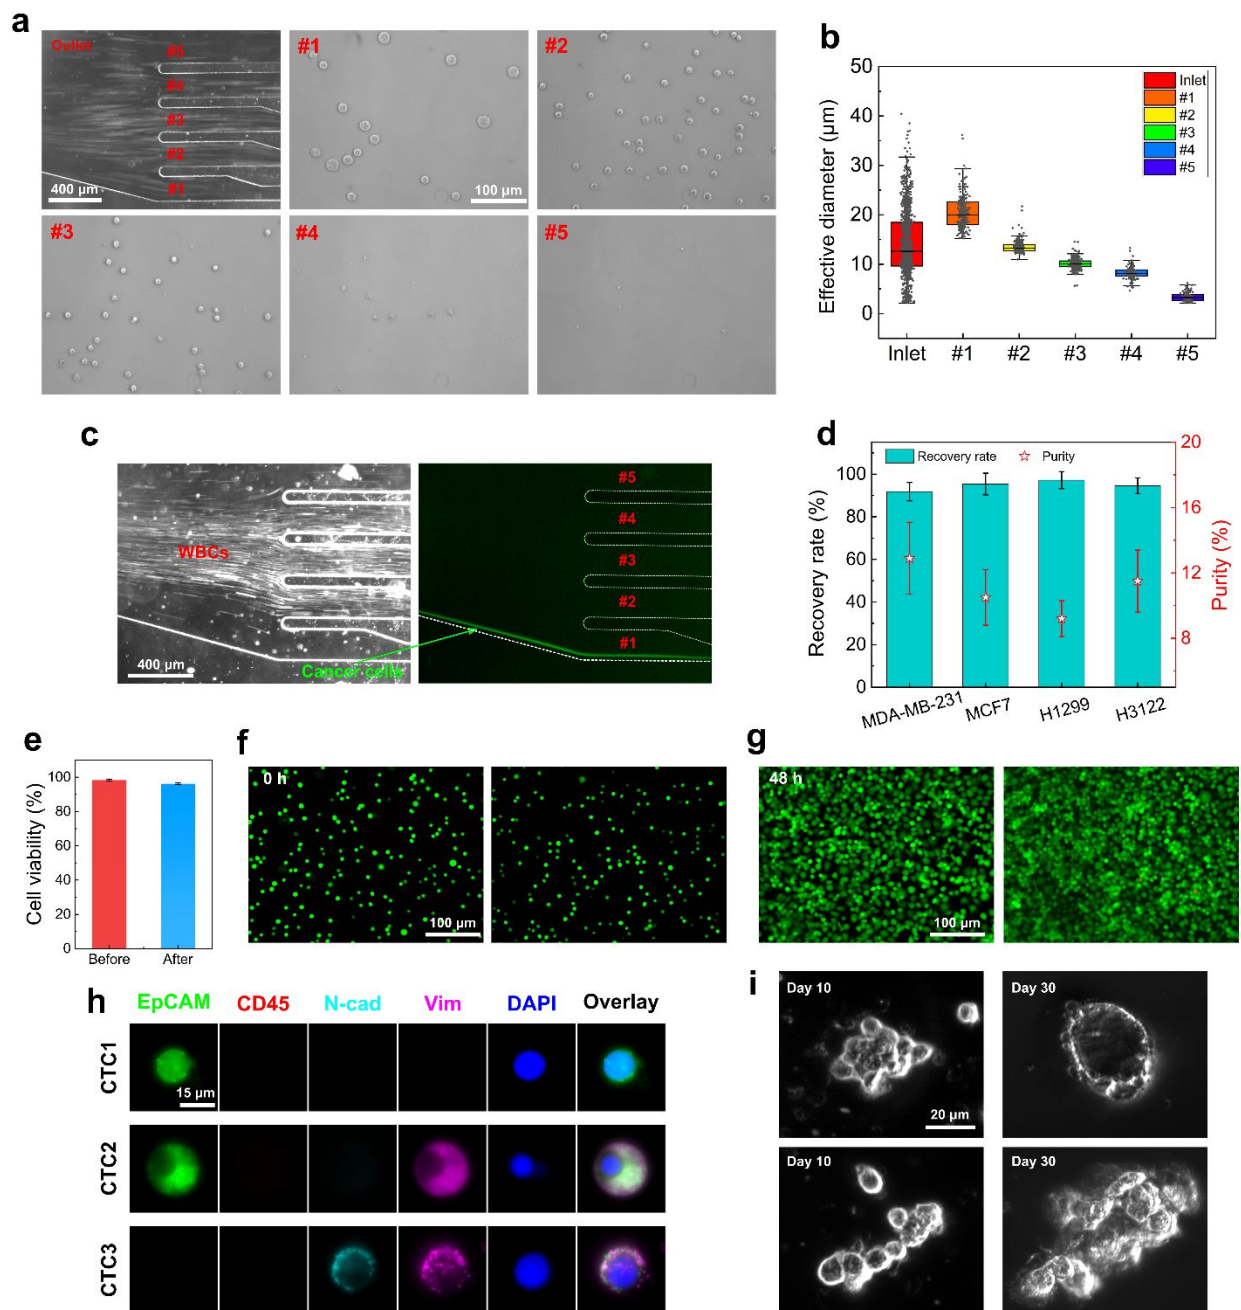 a
Outlet
#5
#4
#3
#2
#1
400 µm
#1
100 µm
#2
#3
#4
#5
b
Effective diameter (µm)
50
40
30
20
10
0
Inlet
#1
#2
#3
#4
#5
Inlet #1 #2 #3 #4 #5
c
WBCs
400 µm
Cancer cells
#5
#4
#3
#2
#1
d
Recovery rate (%)
100
80
60
40
20
0
Recovery rate
Purity
20
16
12
8
Purity (%)
MDA-MB-231 MCF7 H1299 H3122
e
Cell viability (%)
100
80
60
40
20
0
Before After
f
0 h
100 µm
g
48 h
100 µm
h
EpCAM CD45 N-cad Vim DAPI Overlay
CTC1
15 µm
CTC2
CTC3
i
Day 10
20 µm
Day 30
Day 10
Day 30